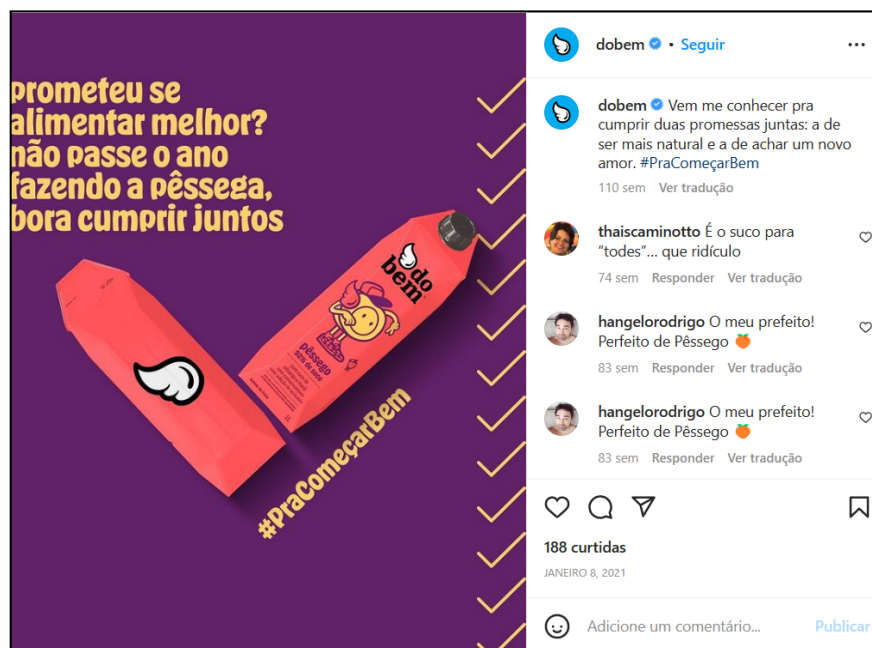 prometeu se
alimentar melhor?
não passe o ano
fazendo a pêssega,
bora cumprir juntos
do
bem
pêssego
#PraComeçarBem
dobem • Seguir
dobem Vem me conhecer pra
cumprir duas promessas juntas: a de
ser mais natural e a de achar um novo
amor. #PraComeçarBem
110 sem Ver tradução
thaiscaminotto É o suco para
"todes"... que ridículo
74 sem Responder Ver tradução
hangelorodrigo O meu prefeito!
Perfeito de Pêssego 🍊
83 sem Responder Ver tradução
hangelorodrigo O meu prefeito!
Perfeito de Pêssego 🍊
83 sem Responder Ver tradução
188 curtidas
JANEIRO 8, 2021
Adicione um comentário... Publicar